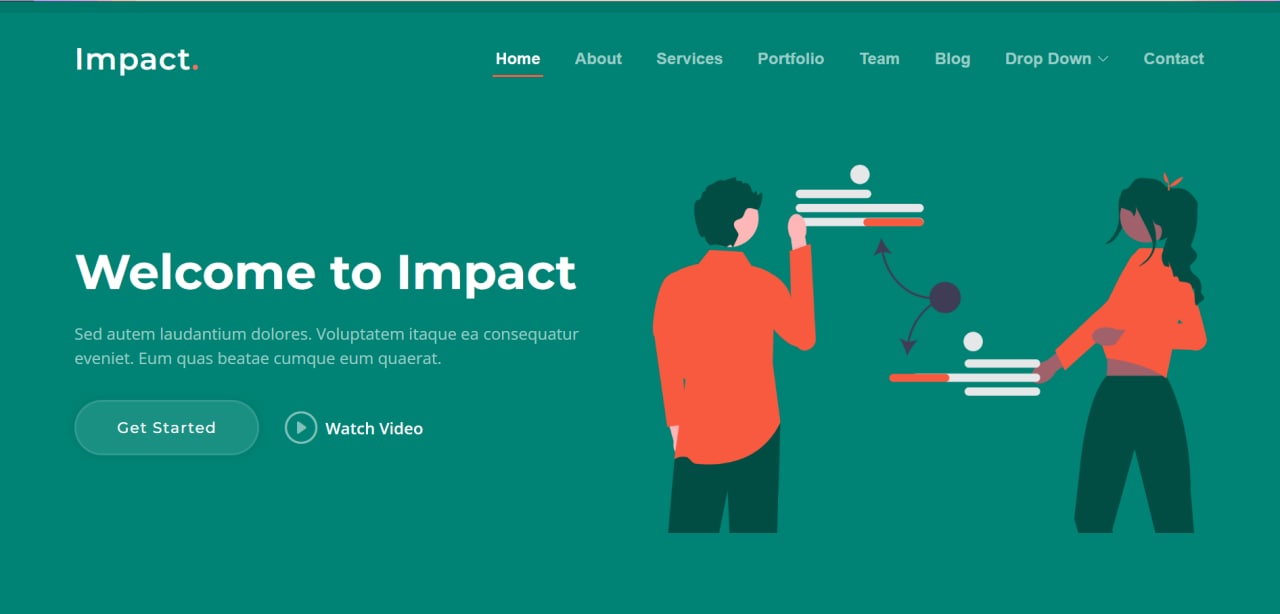 Impact.
Home About Services Portfolio Team Blog Drop Down Contact
Welcome to Impact
Sed autem laudantium dolores. Voluptatem itaque ea consequatur
eveniet. Eum quas beatae cumque eum quaerat.
Get Started
Watch Video